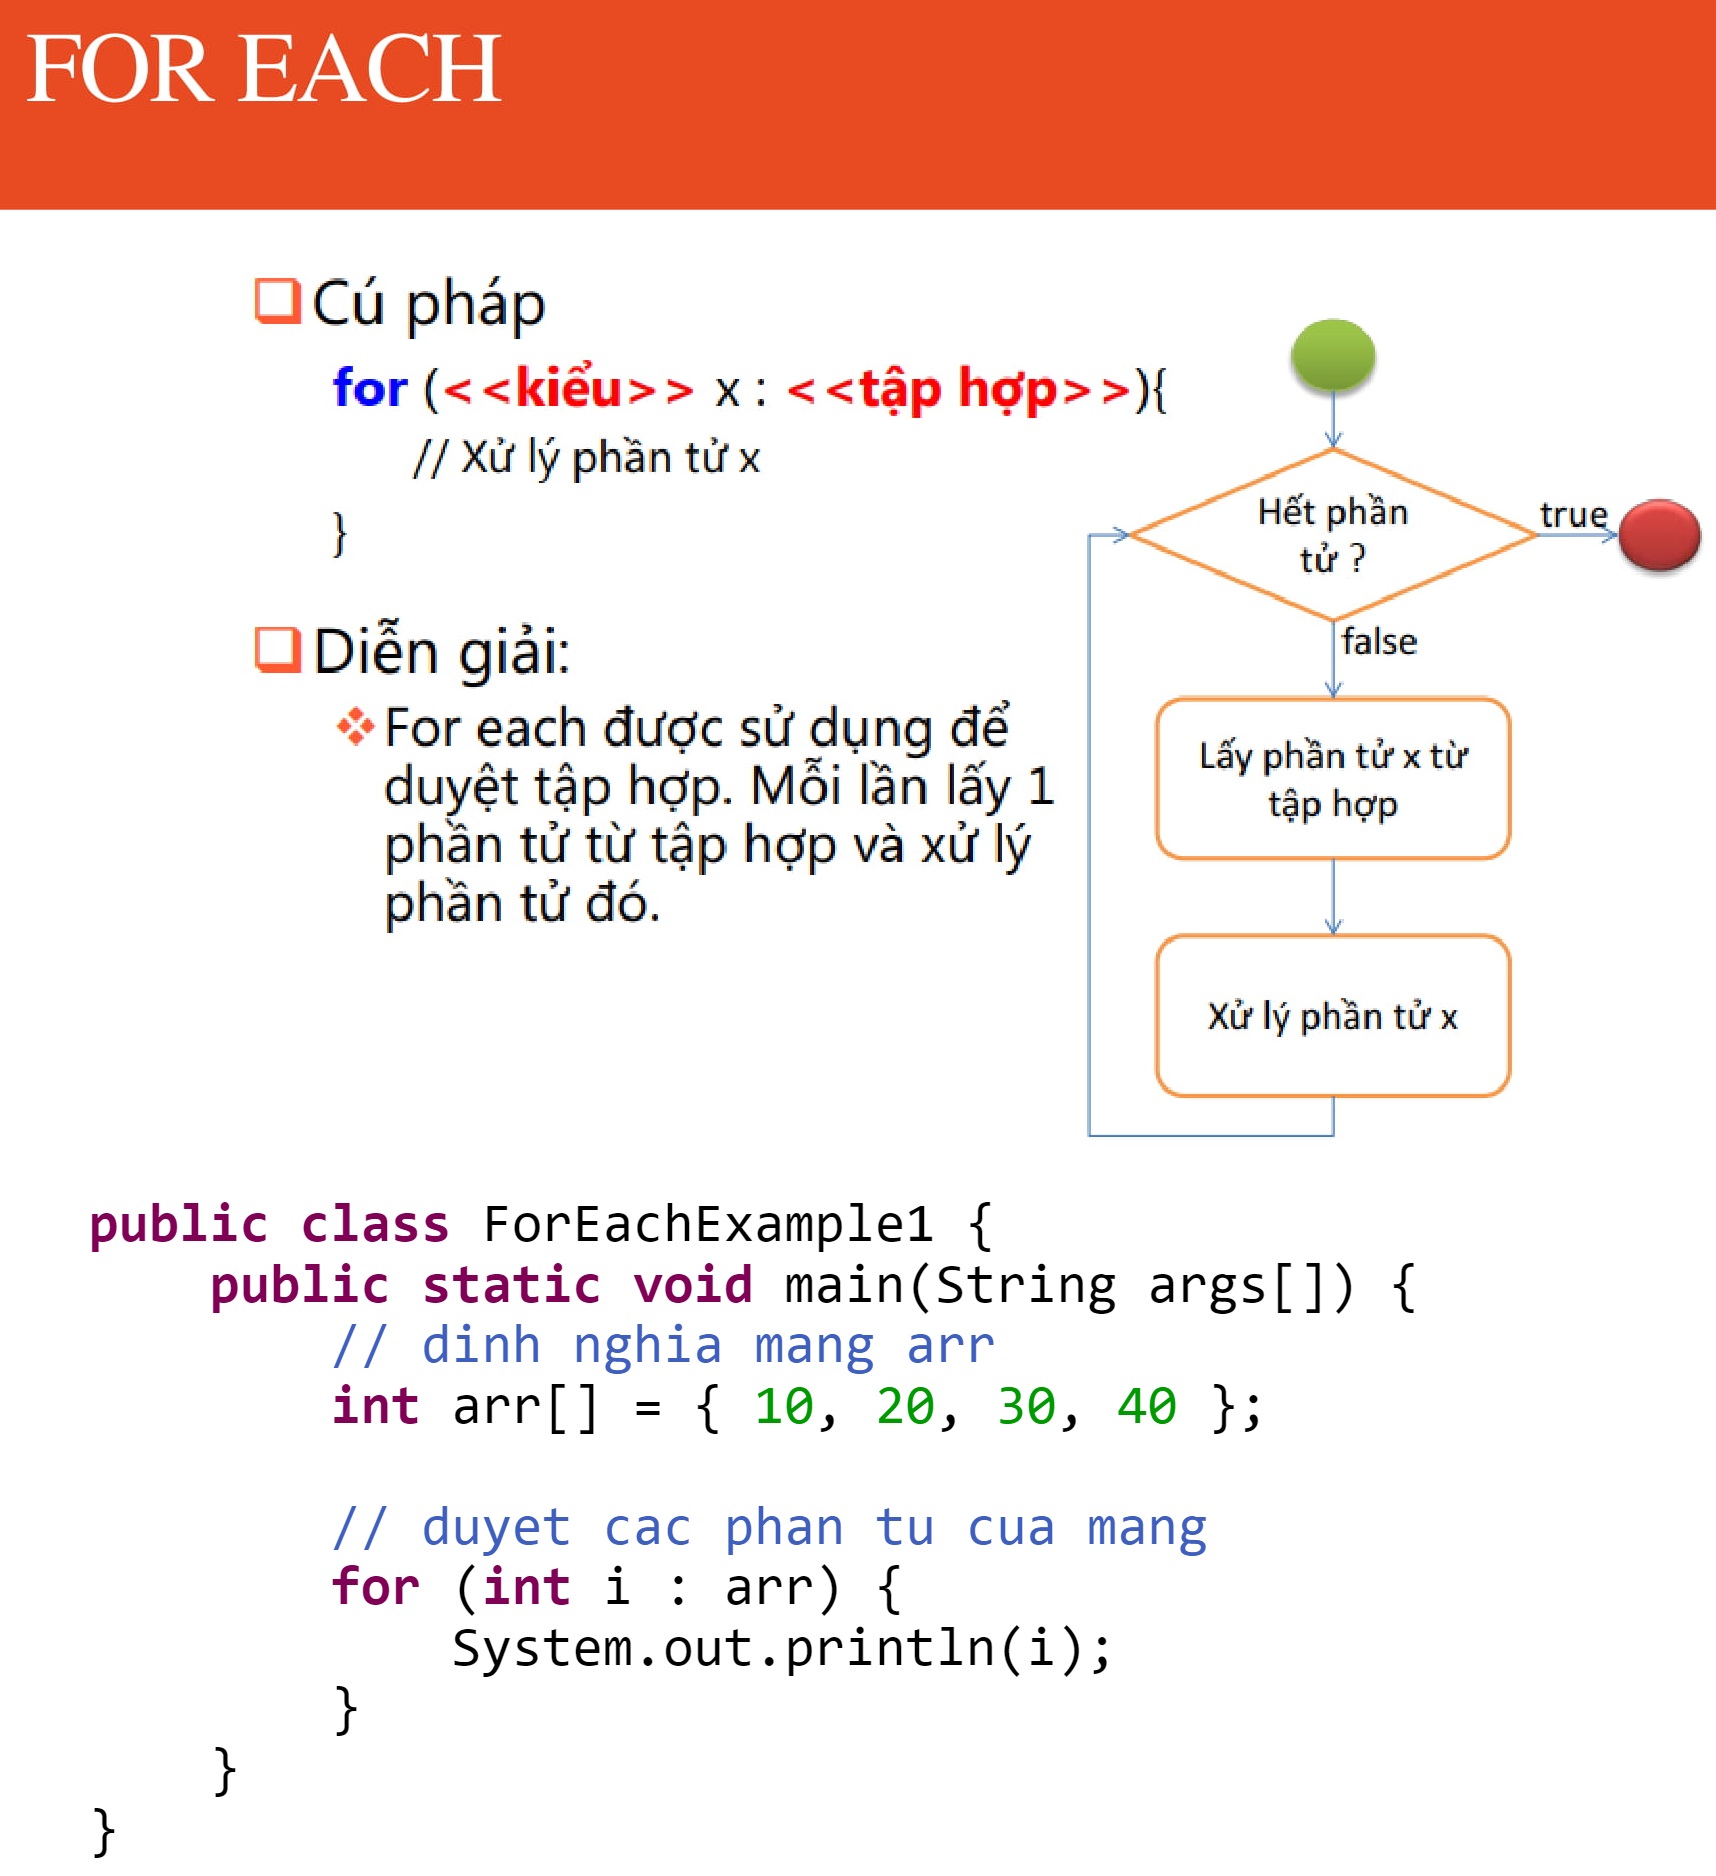 FOR EACH
Cú pháp
for (<<kiểu>> x : <<tập hợp>>){
// Xử lý phần tử x
}
Diễn giải:
For each được sử dụng để
duyệt tập hợp. Mỗi lần lấy 1
phần tử từ tập hợp và xử lý
phần tử đó.
Hết phần
tử ?
true
false
Lấy phần tử x từ
tập hợp
Xử lý phần tử x
public class ForEachExample1 {
    public static void main(String args[]) {
        // dinh nghia mang arr
        int arr[] = { 10, 20, 30, 40 };
        // duyet cac phan tu cua mang
        for (int i : arr) {
            System.out.println(i);
        }
    }
}